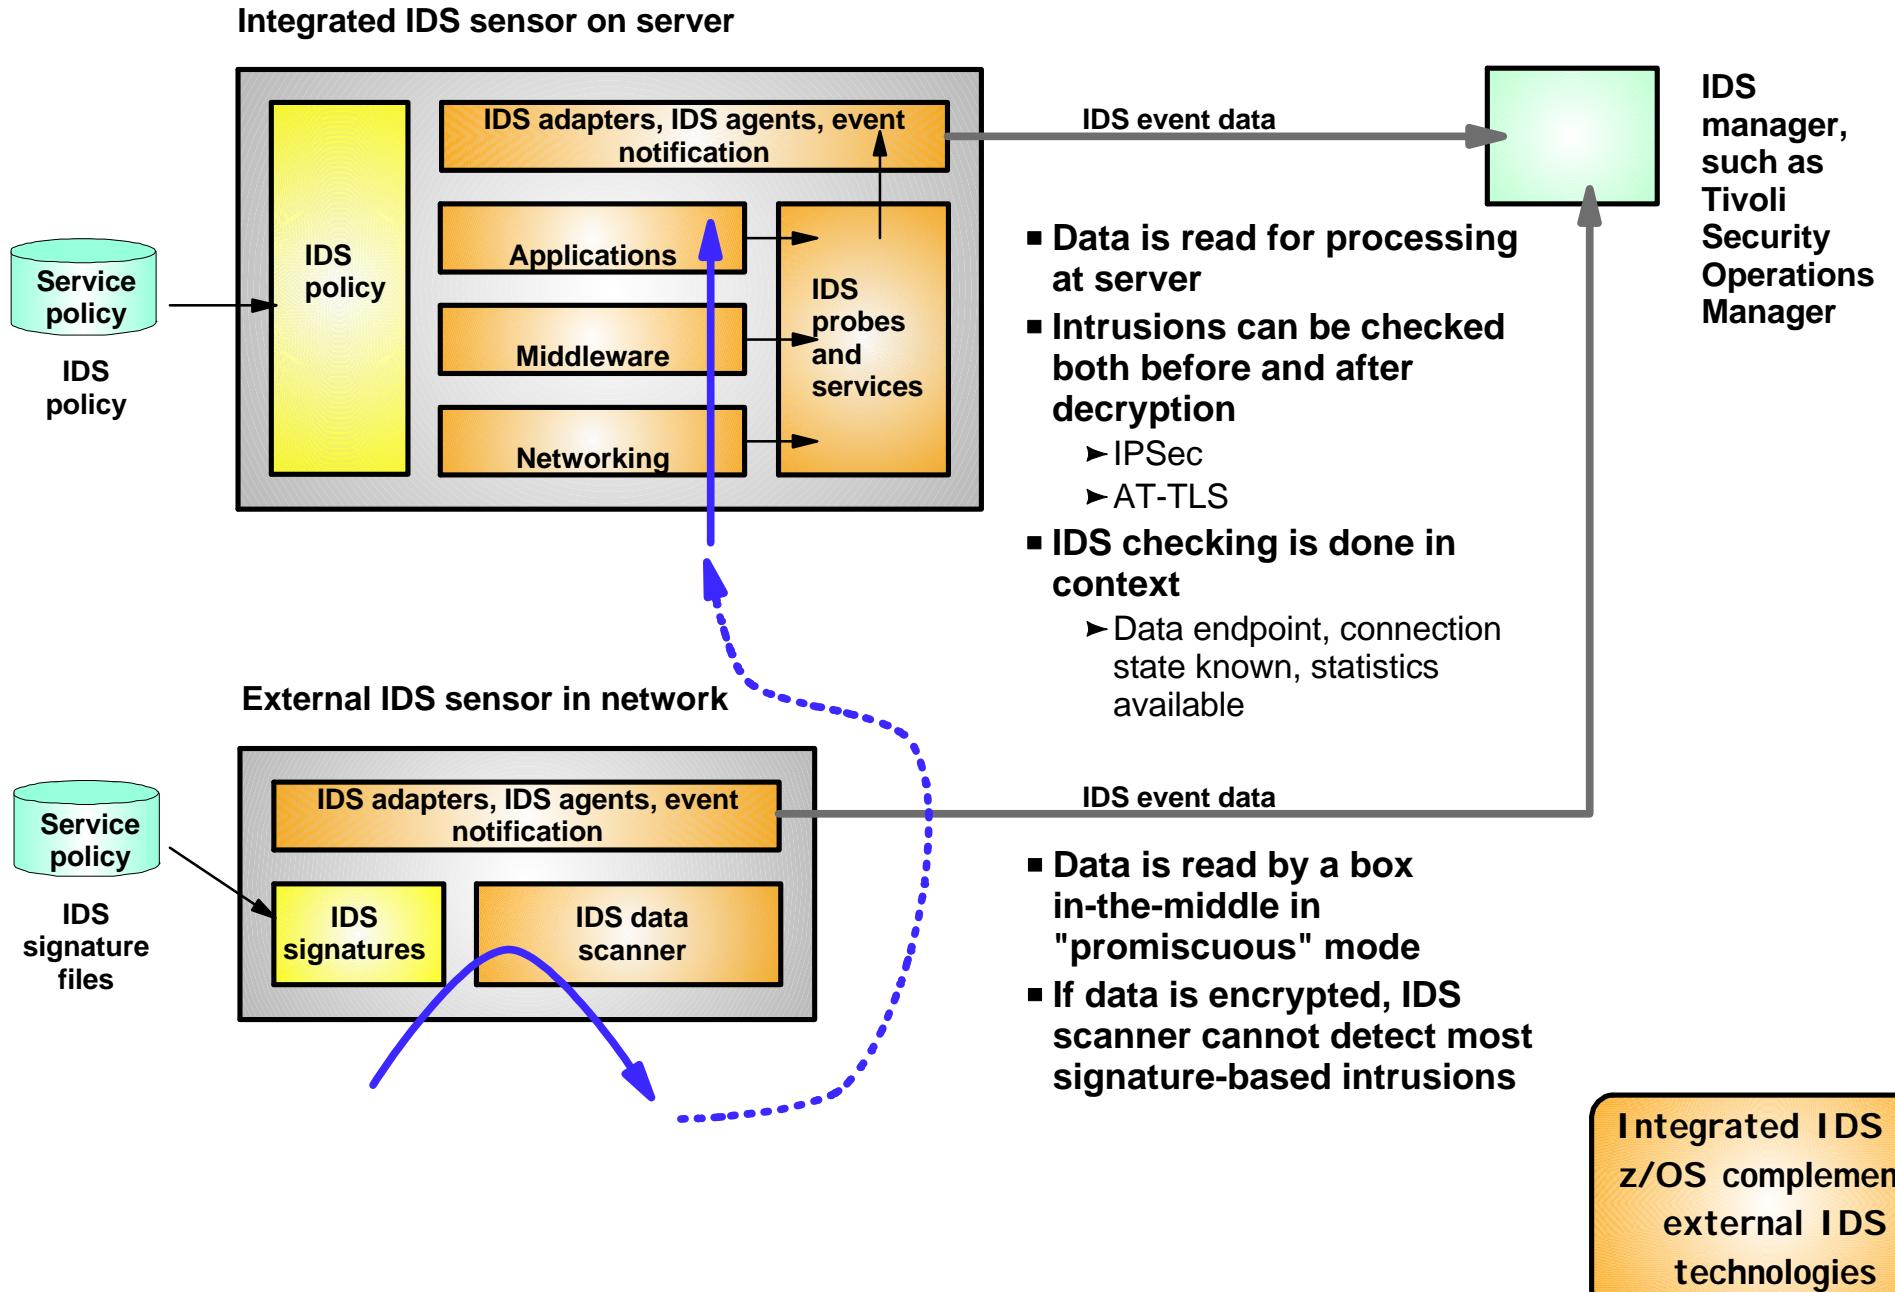 Integrated IDS sensor on server
IDS adapters, IDS agents, event
notification
IDS event data
IDS
manager,
such as
Tivoli
Security
Operations
Manager
Service
policy
IDS
policy
IDS
policy
Applications
Middleware
Networking
IDS
probes
and
services
Data is read for processing
at server
Intrusions can be checked
both before and after
decryption
IPSec
AT-TLS
IDS checking is done in
context
Data endpoint, connection
state known, statistics
available
External IDS sensor in network
IDS adapters, IDS agents, event
notification
IDS event data
Service
policy
IDS
signature
files
IDS
signatures
IDS data
scanner
Data is read by a box
in-the-middle in
"promiscuous" mode
If data is encrypted, IDS
scanner cannot detect most
signature-based intrusions
Integrated IDS
z/OS
external IDS
technologies